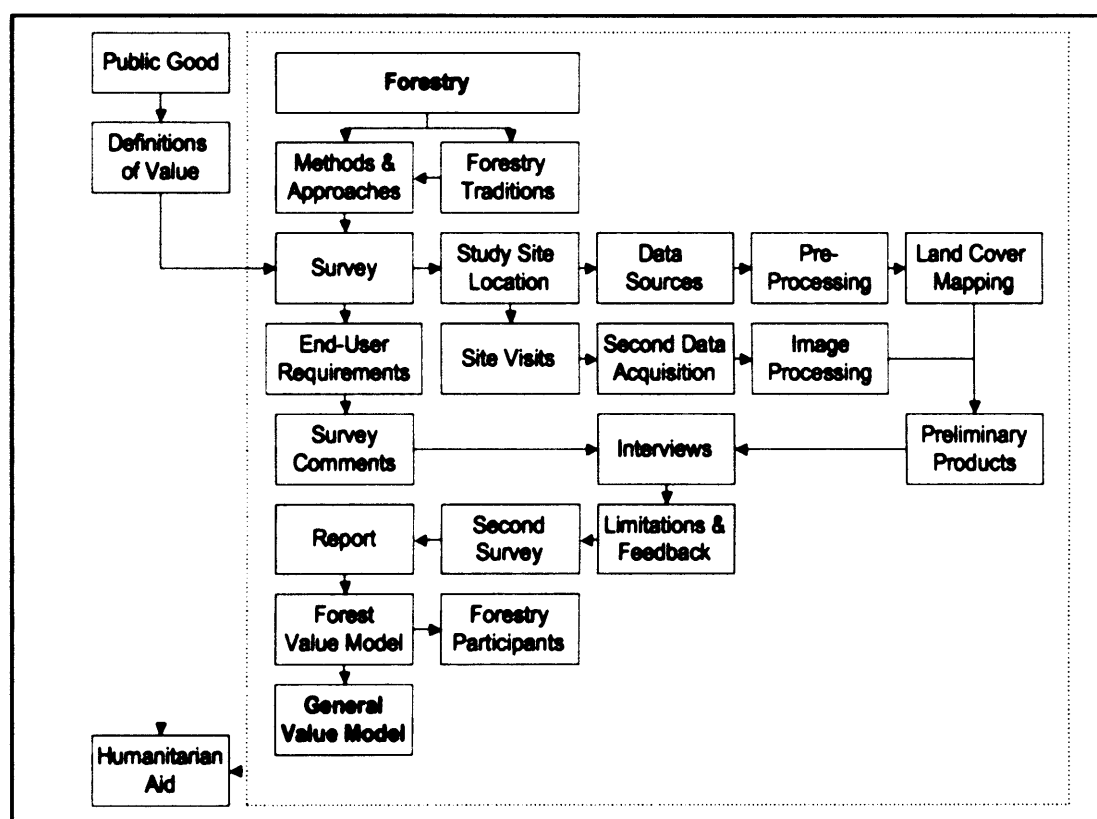 Public Good
Definitions
of Value
Forestry
Methods &
Approaches
Forestry
Traditions
Survey
Study Site
Location
Data
Sources
Pre-
Processing
Land Cover
Mapping
End-User
Requirements
Site Visits
Second Data
Acquisition
Image
Processing
Survey
Comments
Interviews
Preliminary
Products
Report
Second
Survey
Limitations &
Feedback
Forest
Value Model
Forestry
Participants
General
Value Model
Humanitarian
Aid